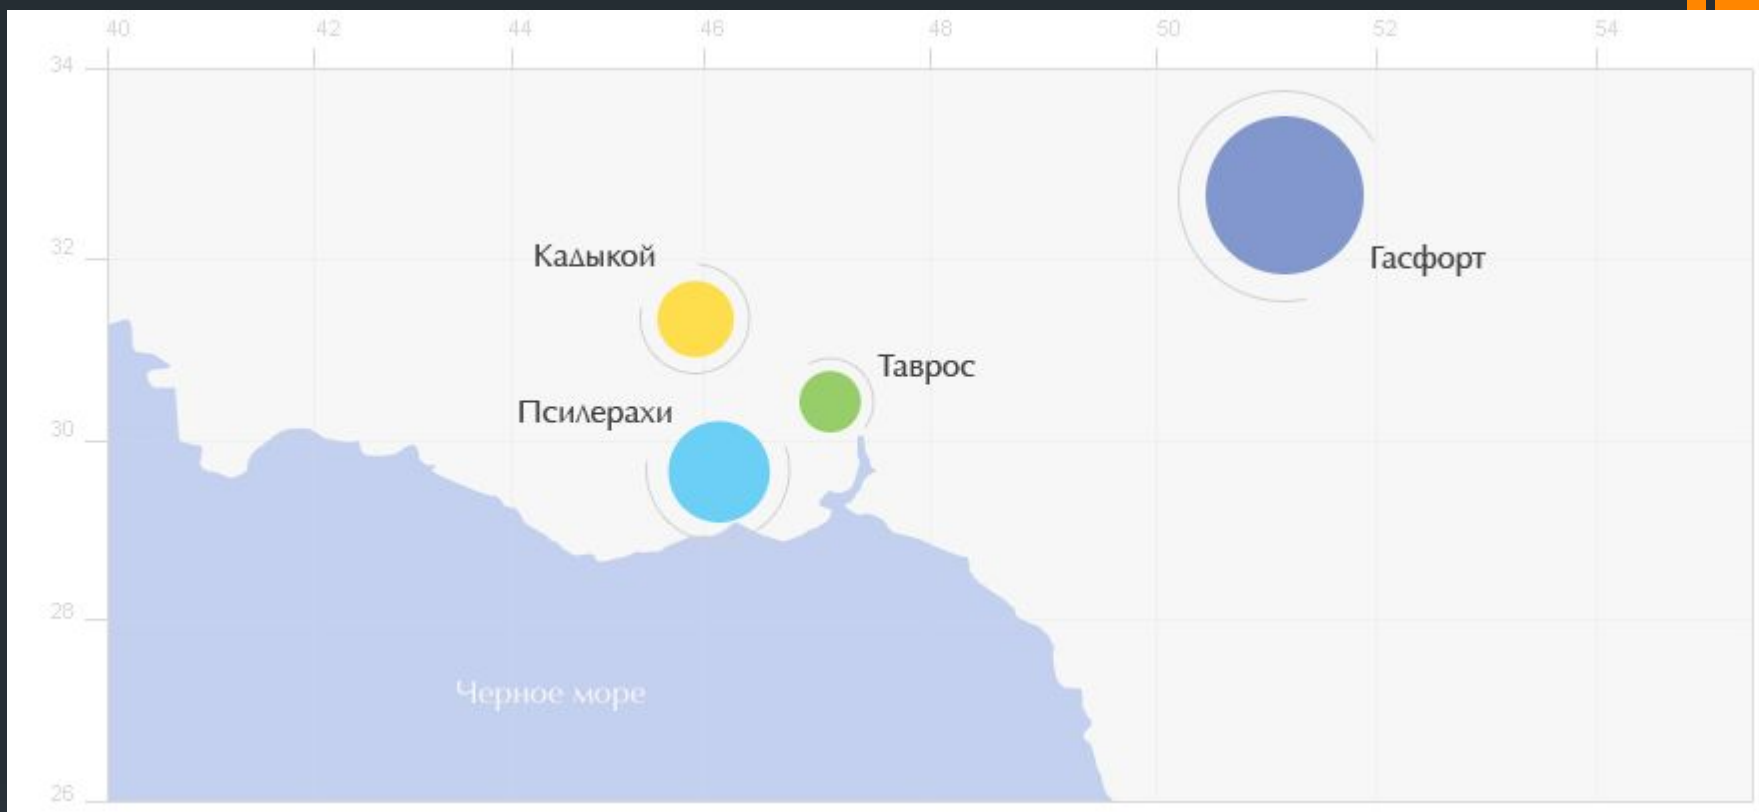 40 42 44 46 48 50 52 54
34
32
Кадыкой
Гасфорт
Таврос
Псилерахи
30
28
Черное море
26